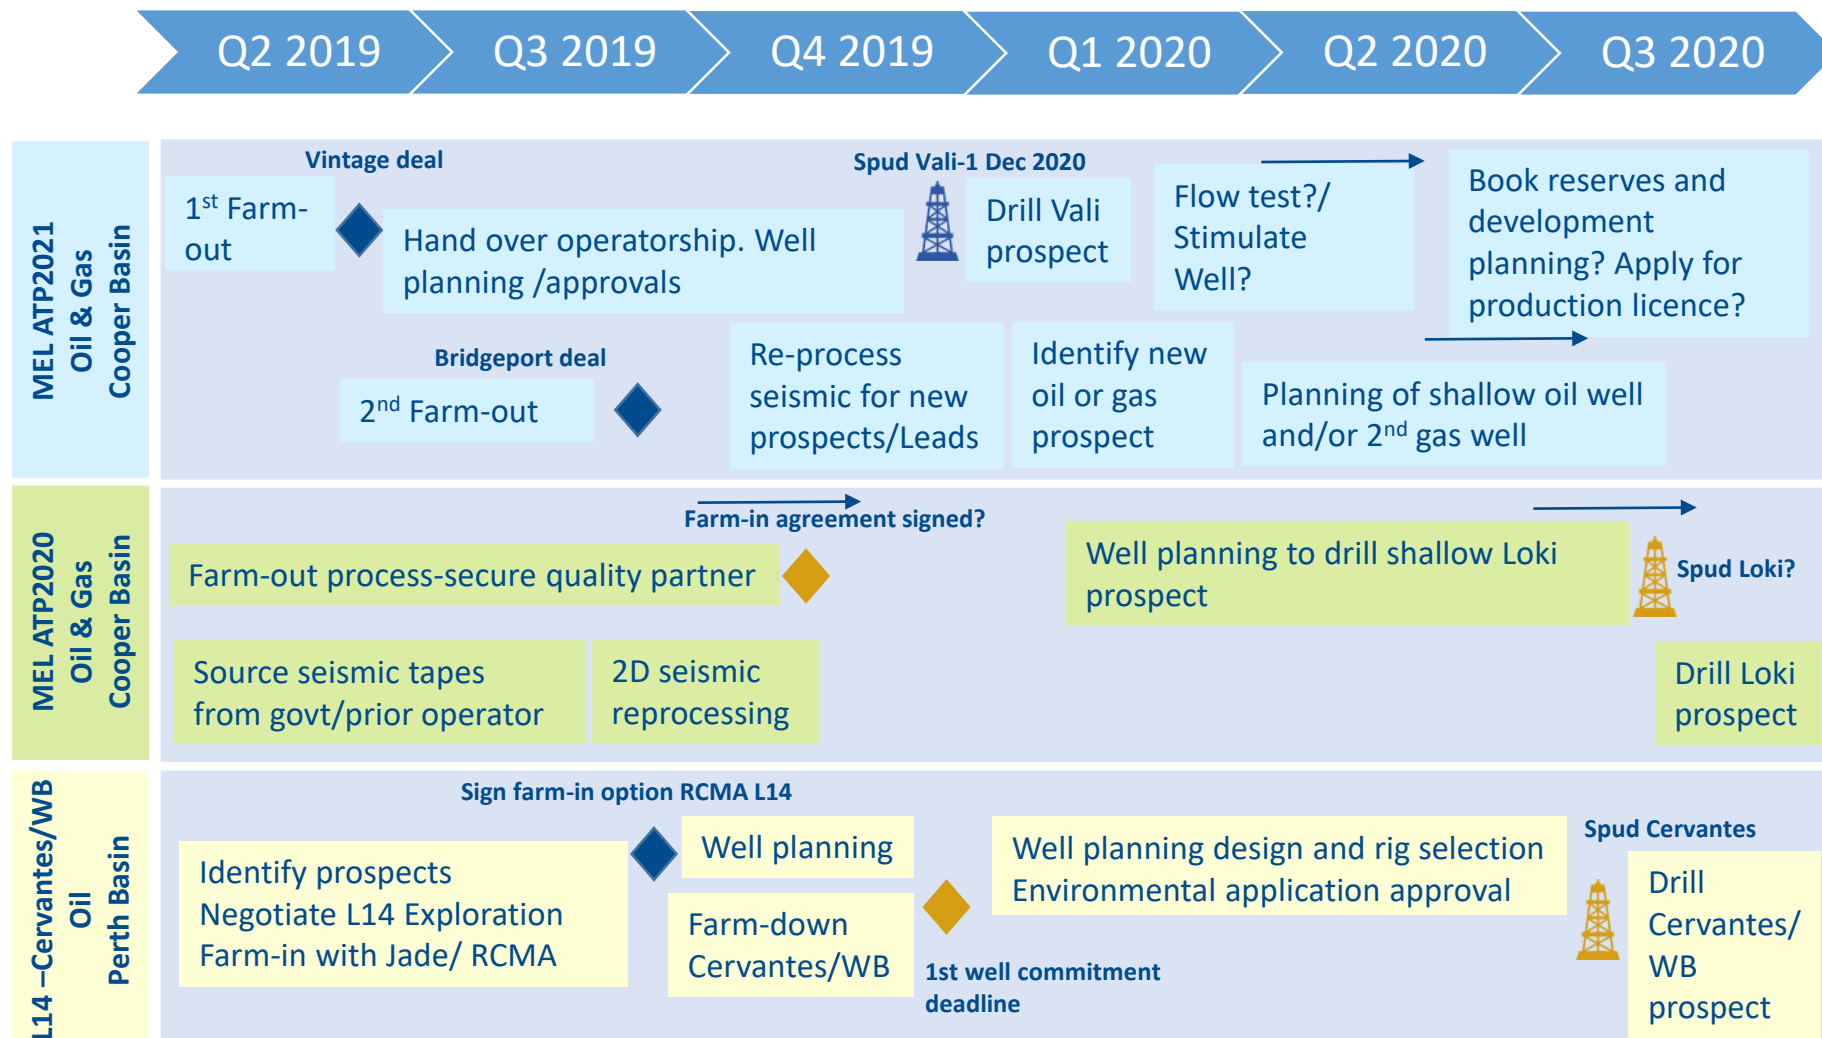 Q2 2019
Q3 2019
Q4 2019
Q1 2020
Q2 2020
Q3 2020
MEL ATP2021
Oil & Gas
Cooper Basin
Vintage deal
1st Farm-
out
Hand over operatorship. Well
planning /approvals
Spud Vali-1 Dec 2020
Drill Vali
prospect
Flow test?/
Stimulate
Well?
Book reserves and
development
planning? Apply for
production licence?
Bridgeport deal
2nd Farm-out
Re-process
seismic for new
prospects/Leads
Identify new
oil or gas
prospect
Planning of shallow oil well
and/or 2nd gas well
MEL ATP2020
Oil & Gas
Cooper Basin
Farm-in agreement signed?
Farm-out process-secure quality partner
Well planning to drill shallow Loki
prospect
Spud Loki?
Source seismic tapes
from govt/prior operator
2D seismic
reprocessing
Drill Loki
prospect
L14 –Cervantes/WB
Oil
Perth Basin
Sign farm-in option RCMA L14
Identify prospects
Negotiate L14 Exploration
Farm-in with Jade/ RCMA
Well planning
Farm-down
Cervantes/WB
1st well commitment
deadline
Well planning design and rig selection
Environmental application approval
Spud Cervantes
Drill
Cervantes/
WB
prospect